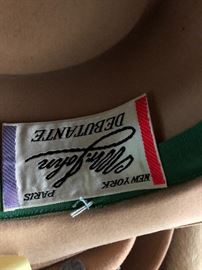 Mr. John
DEBUTANTE
NEW YORK
PARIS